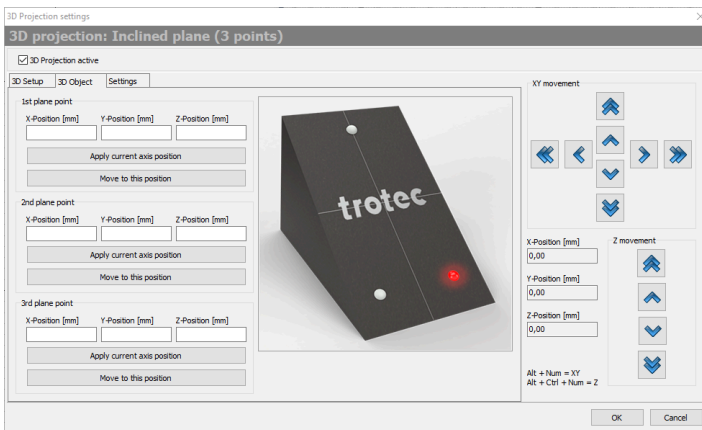 3D Projection settings
3D projection: Inclined plane (3 points)
3D Projection active
3D Setup 3D Object Settings
1st plane point
X-Position [mm] Y-Position [mm] Z-Position [mm]
Apply current axis position
Move to this position
2nd plane point
X-Position [mm] Y-Position [mm] Z-Position [mm]
Apply current axis position
Move to this position
3rd plane point
X-Position [mm] Y-Position [mm] Z-Position [mm]
Apply current axis position
Move to this position
trotec
XY movement
X-Position [mm]
0,00
Y-Position [mm]
0,00
Z-Position [mm]
0,00
Z movement
Alt + Num = XY
Alt + Ctrl + Num = Z
OK Cancel